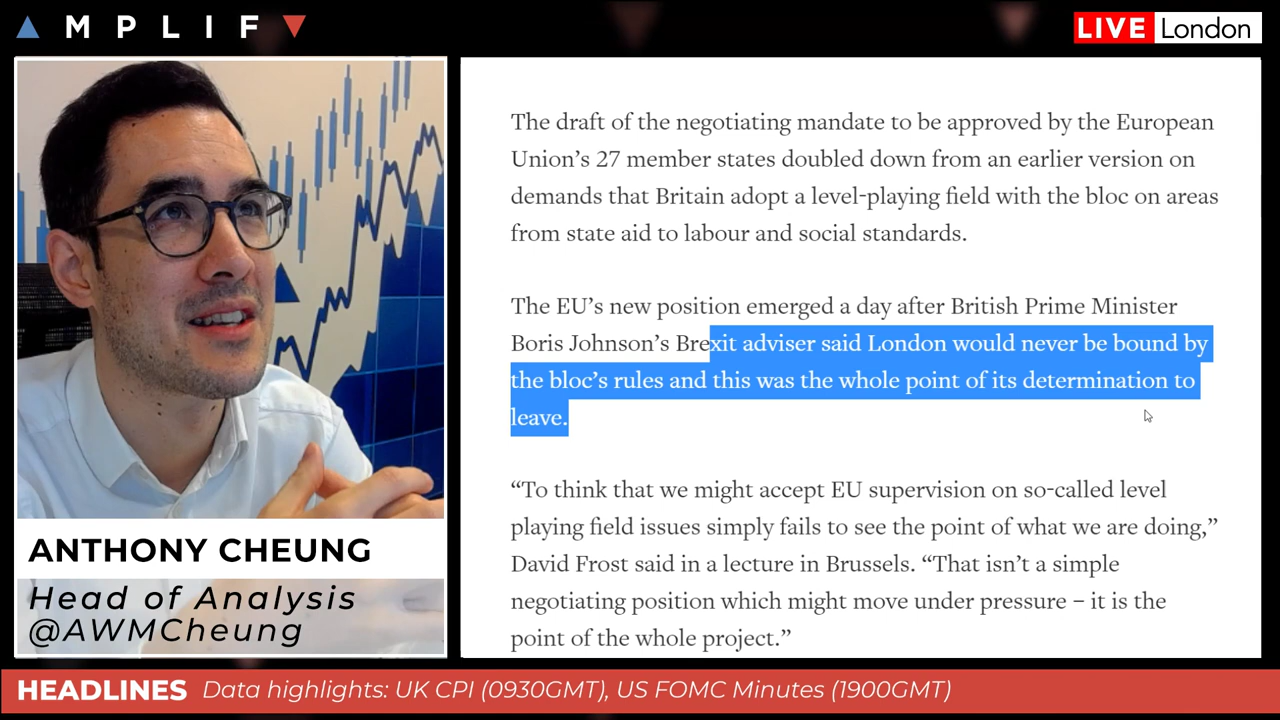 AMPLIFY
LIVE London
The draft of the negotiating mandate to be approved by the European
Union’s 27 member states doubled down from an earlier version on
demands that Britain adopt a level-playing field with the bloc on areas
from state aid to labour and social standards.
The EU’s new position emerged a day after British Prime Minister
Boris Johnson’s Brexit adviser said London would never be bound by
the bloc’s rules and this was the whole point of its determination to
leave.
“To think that we might accept EU supervision on so-called level
playing field issues simply fails to see the point of what we are doing,”
David Frost said in a lecture in Brussels. “That isn’t a simple
negotiating position which might move under pressure – it is the
point of the whole project.”
ANTHONY CHEUNG
Head of Analysis
@AWMCheung
HEADLINES Data highlights: UK CPI (0930GMT), US FOMC Minutes (1900GMT)